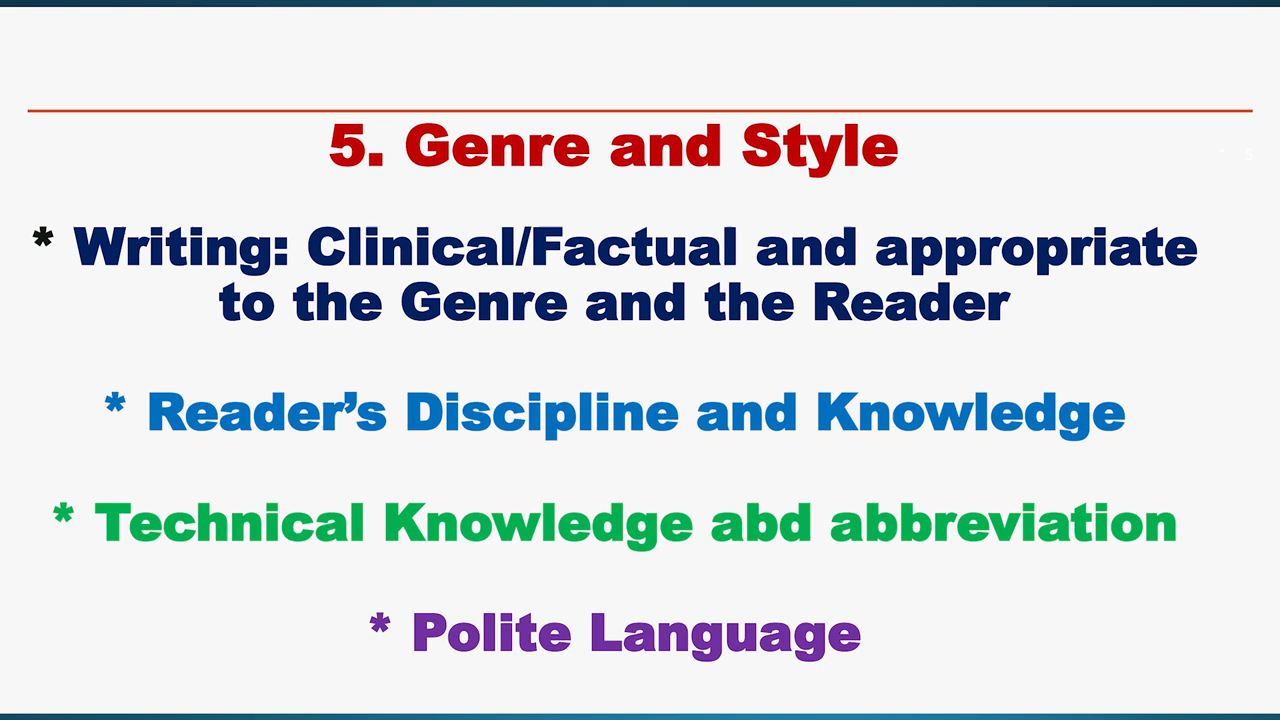 5. Genre and Style
* Writing: Clinical/Factual and appropriate
to the Genre and the Reader
* Reader’s Discipline and Knowledge
* Technical Knowledge abd abbreviation
* Polite Language